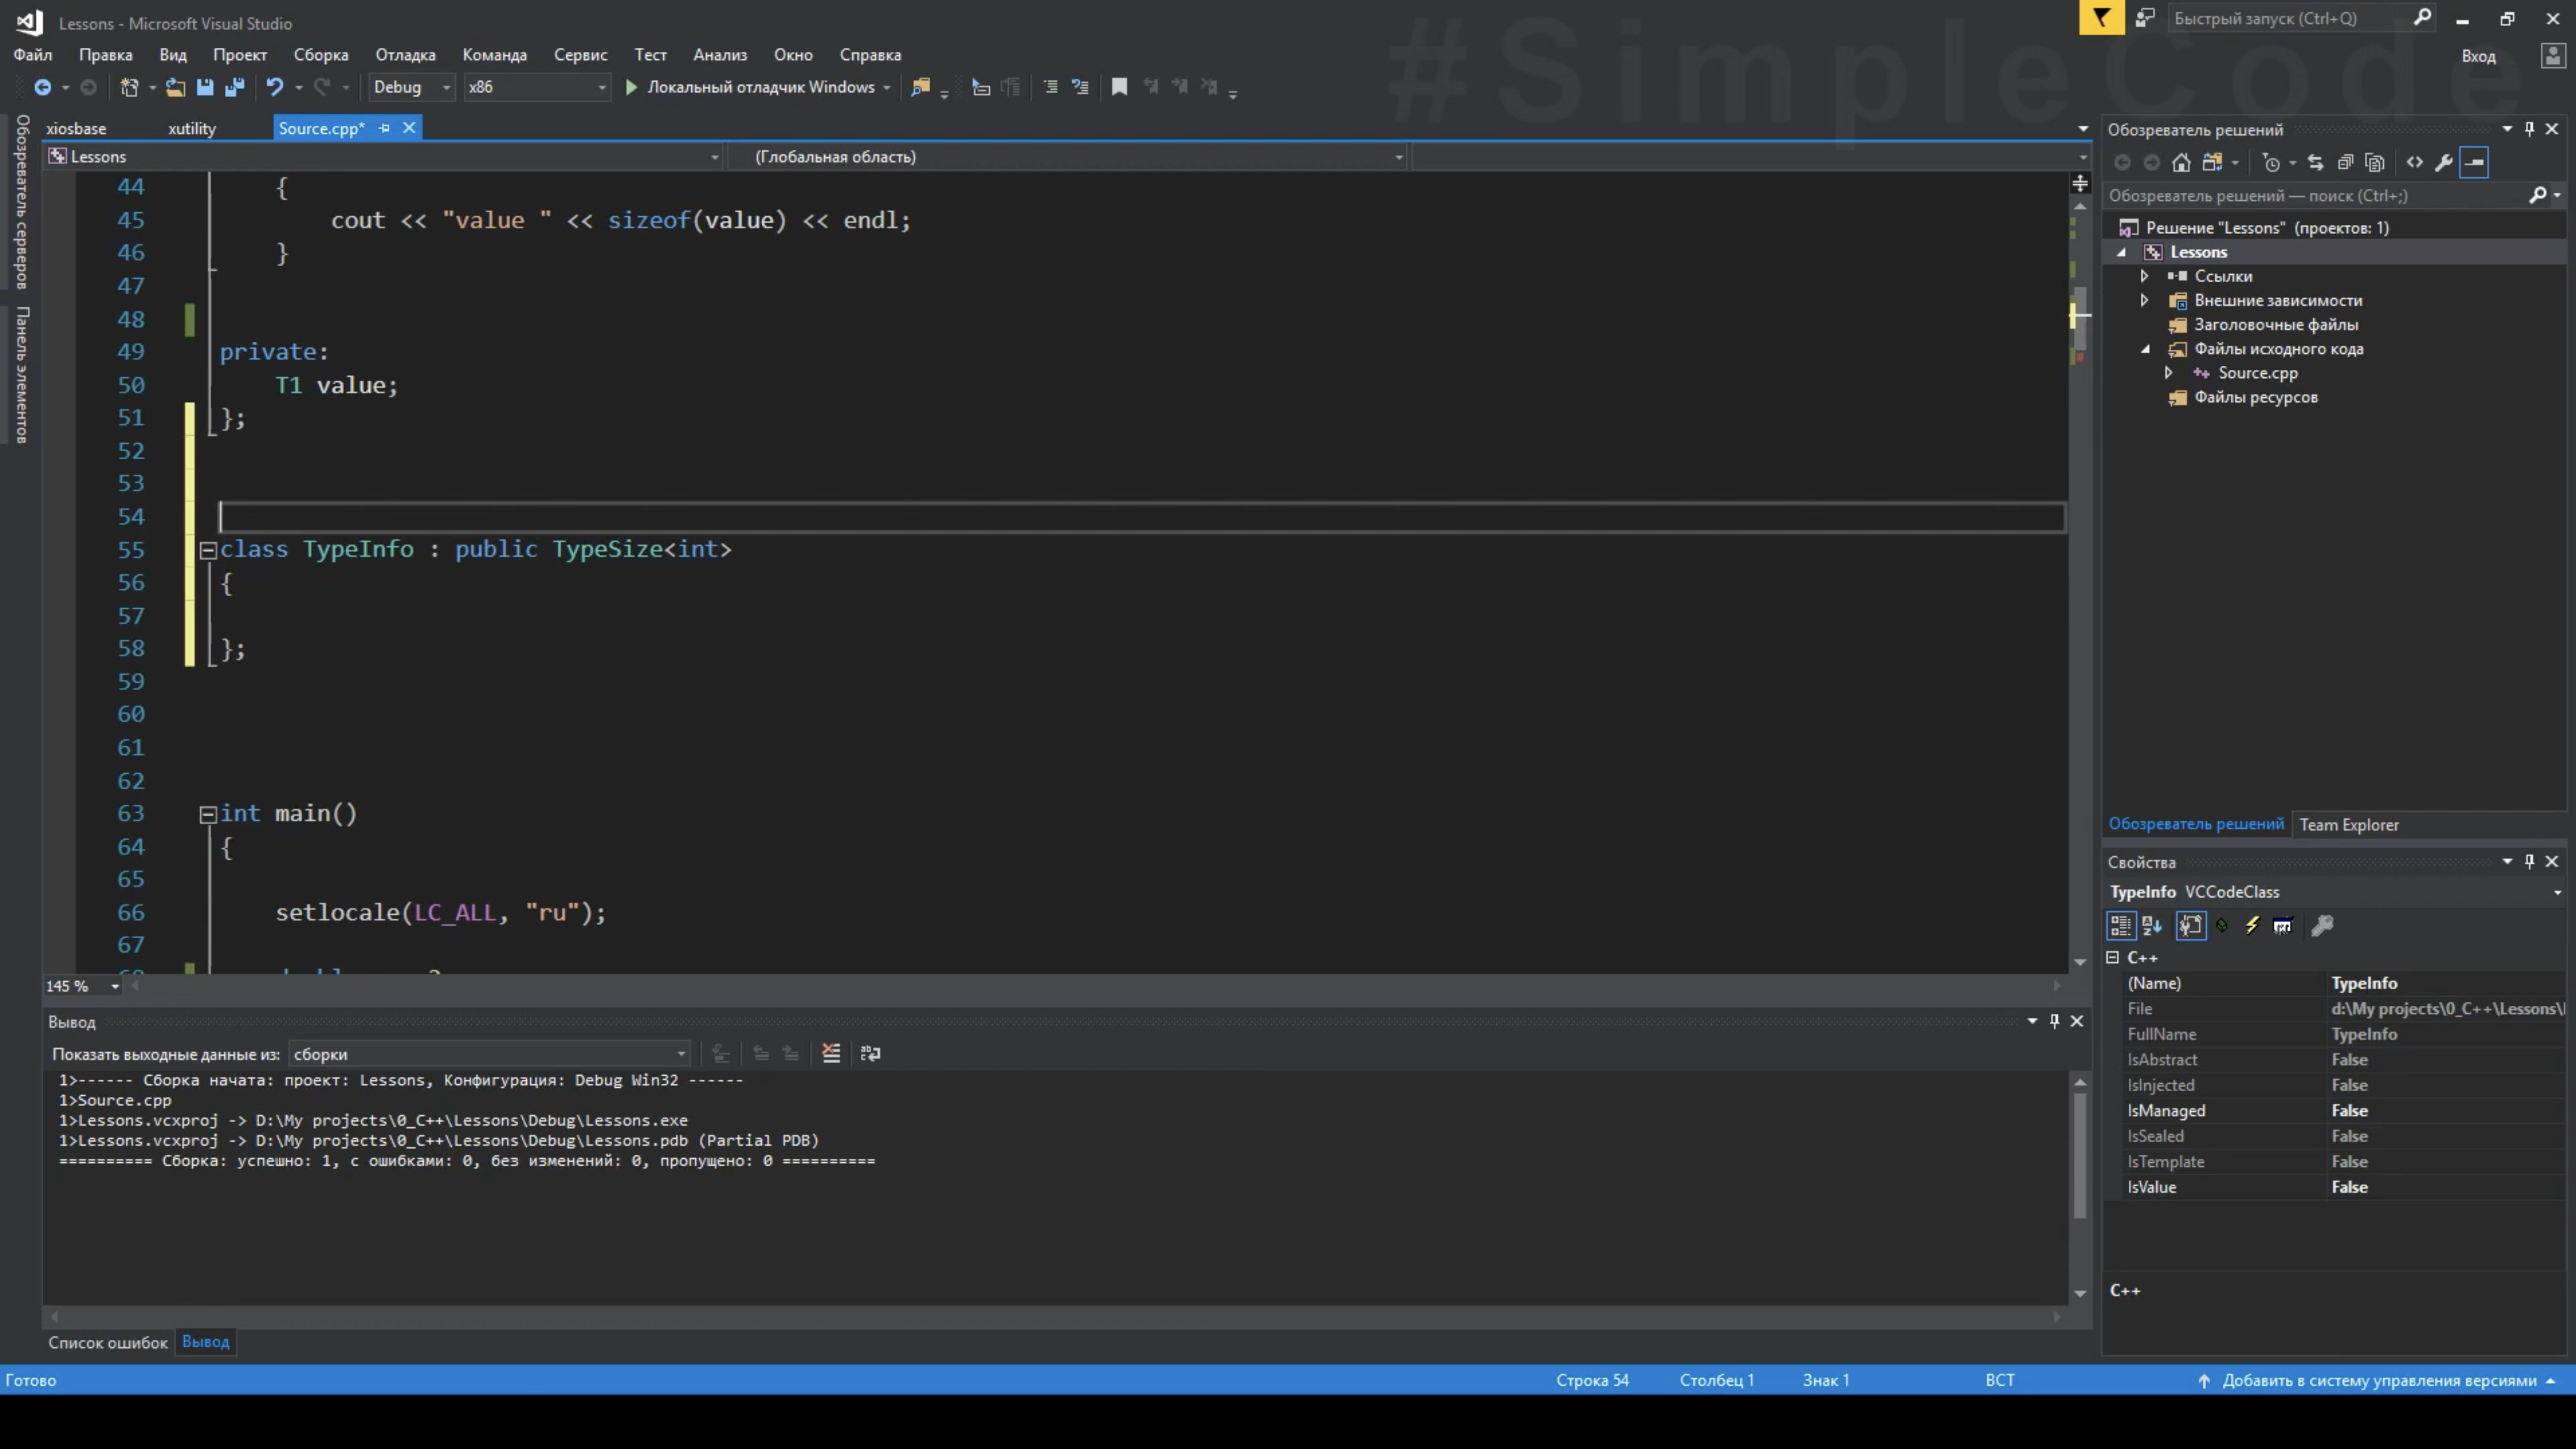 Lessons - Microsoft Visual Studio
#SimpleCode
Быстрый запуск (Ctrl+Q)
Файл Правка Вид Проект Сборка Отладка Команда Сервис Тест Анализ Окно Справка
Вход
Debug x86 Локальный отладчик Windows
Обозреватель серверов
Панель элементов
xiosbase xutility Source.cpp*
Lessons (Глобальная область)
44 {
45 cout << "value " << sizeof(value) << endl;
46 }
47
48
49 private:
50 T1 value;
51 };
52
53
54
55 class TypeInfo : public TypeSize<int>
56 {
57
58 };
59
60
61
62
63 int main()
64 {
65
66 setlocale(LC_ALL, "ru");
67
145 %
Вывод
Показать выходные данные из: сборки
1>------ Сборка начата: проект: Lessons, Конфигурация: Debug Win32 ------
1>Source.cpp
1>Lessons.vcxproj -> D:\My projects\0_C++\Lessons\Debug\Lessons.exe
1>Lessons.vcxproj -> D:\My projects\0_C++\Lessons\Debug\Lessons.pdb (Partial PDB)
========== Сборка: успешно: 1, с ошибками: 0, без изменений: 0, пропущено: 0 ==========
Список ошибок Вывод
Обозреватель решений
Обозреватель решений — поиск (Ctrl+;)
Решение "Lessons" (проектов: 1)
Lessons
Ссылки
Внешние зависимости
Заголовочные файлы
Файлы исходного кода
Source.cpp
Файлы ресурсов
Обозреватель решений Team Explorer
Свойства
TypeInfo VCCodeClass
C++
(Name) TypeInfo
File d:\My projects\0_C++\Lessons\
FullName TypeInfo
IsAbstract False
IsInjected False
IsManaged False
IsSealed False
IsTemplate False
IsValue False
C++
Готово Строка 54 Столбец 1 Знак 1 ВСТ Добавить в систему управления версиями